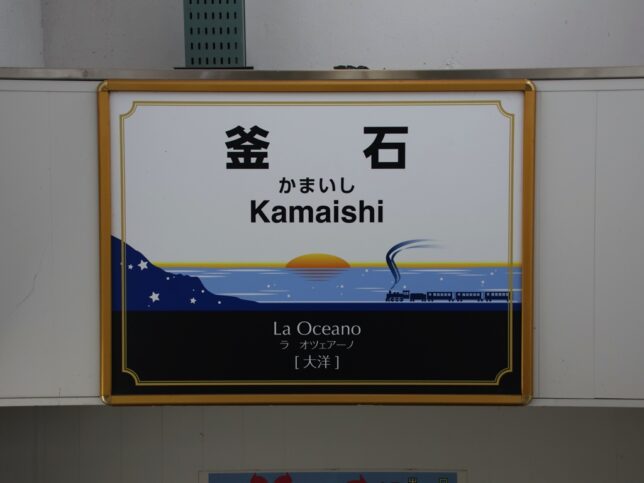 釜石
かまいし
Kamaishi
La Oceano
ラ オツェアーノ
[ 大洋 ]